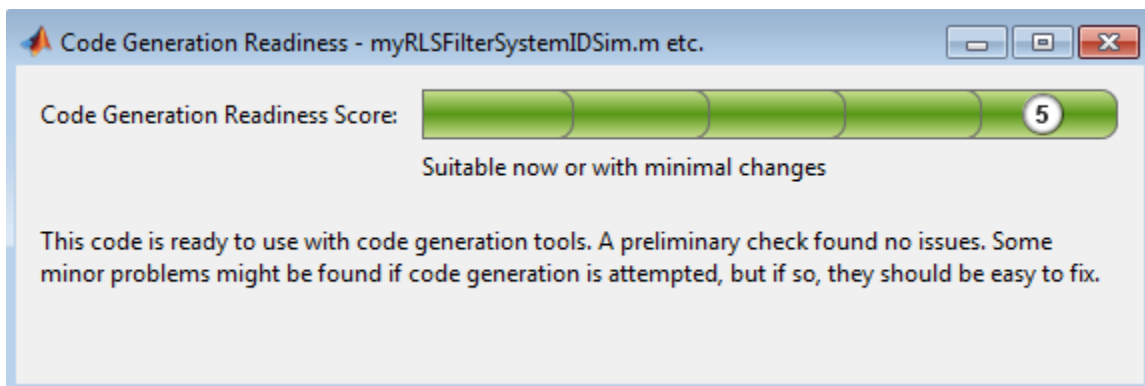 Code Generation Readiness - myRLSFilterSystemIDSim.m etc.
Code Generation Readiness Score:
5
Suitable now or with minimal changes
This code is ready to use with code generation tools. A preliminary check found no issues. Some
minor problems might be found if code generation is attempted, but if so, they should be easy to fix.